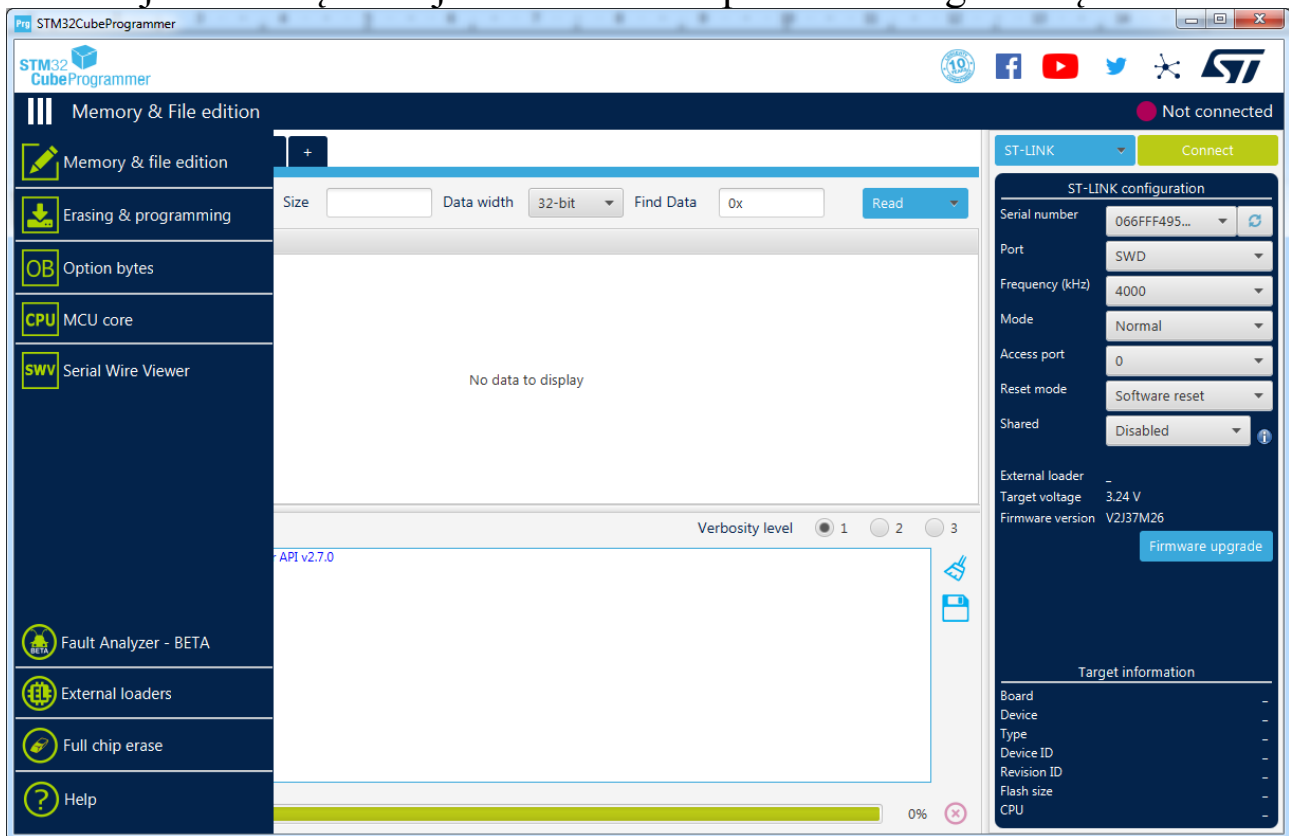 Prg STM32CubeProgrammer
STM32
CubeProgrammer
10
Memory & File edition
Not connected
Memory & file edition
Erasing & programming
OB Option bytes
CPU MCU core
SWV Serial Wire Viewer
BETA Fault Analyzer - BETA
EL External loaders
Full chip erase
? Help
+
Size Data width 32-bit Find Data 0x Read
No data to display
Verbosity level 1 2 3
API v2.7.0
0%
ST-LINK Connect
ST-LINK configuration
Serial number 066FFF495...
Port SWD
Frequency (kHz) 4000
Mode Normal
Access port 0
Reset mode Software reset
Shared Disabled
External loader _
Target voltage 3.24 V
Firmware version V2J37M26
Firmware upgrade
Target information
Board _
Device _
Type _
Device ID _
Revision ID _
Flash size _
CPU _